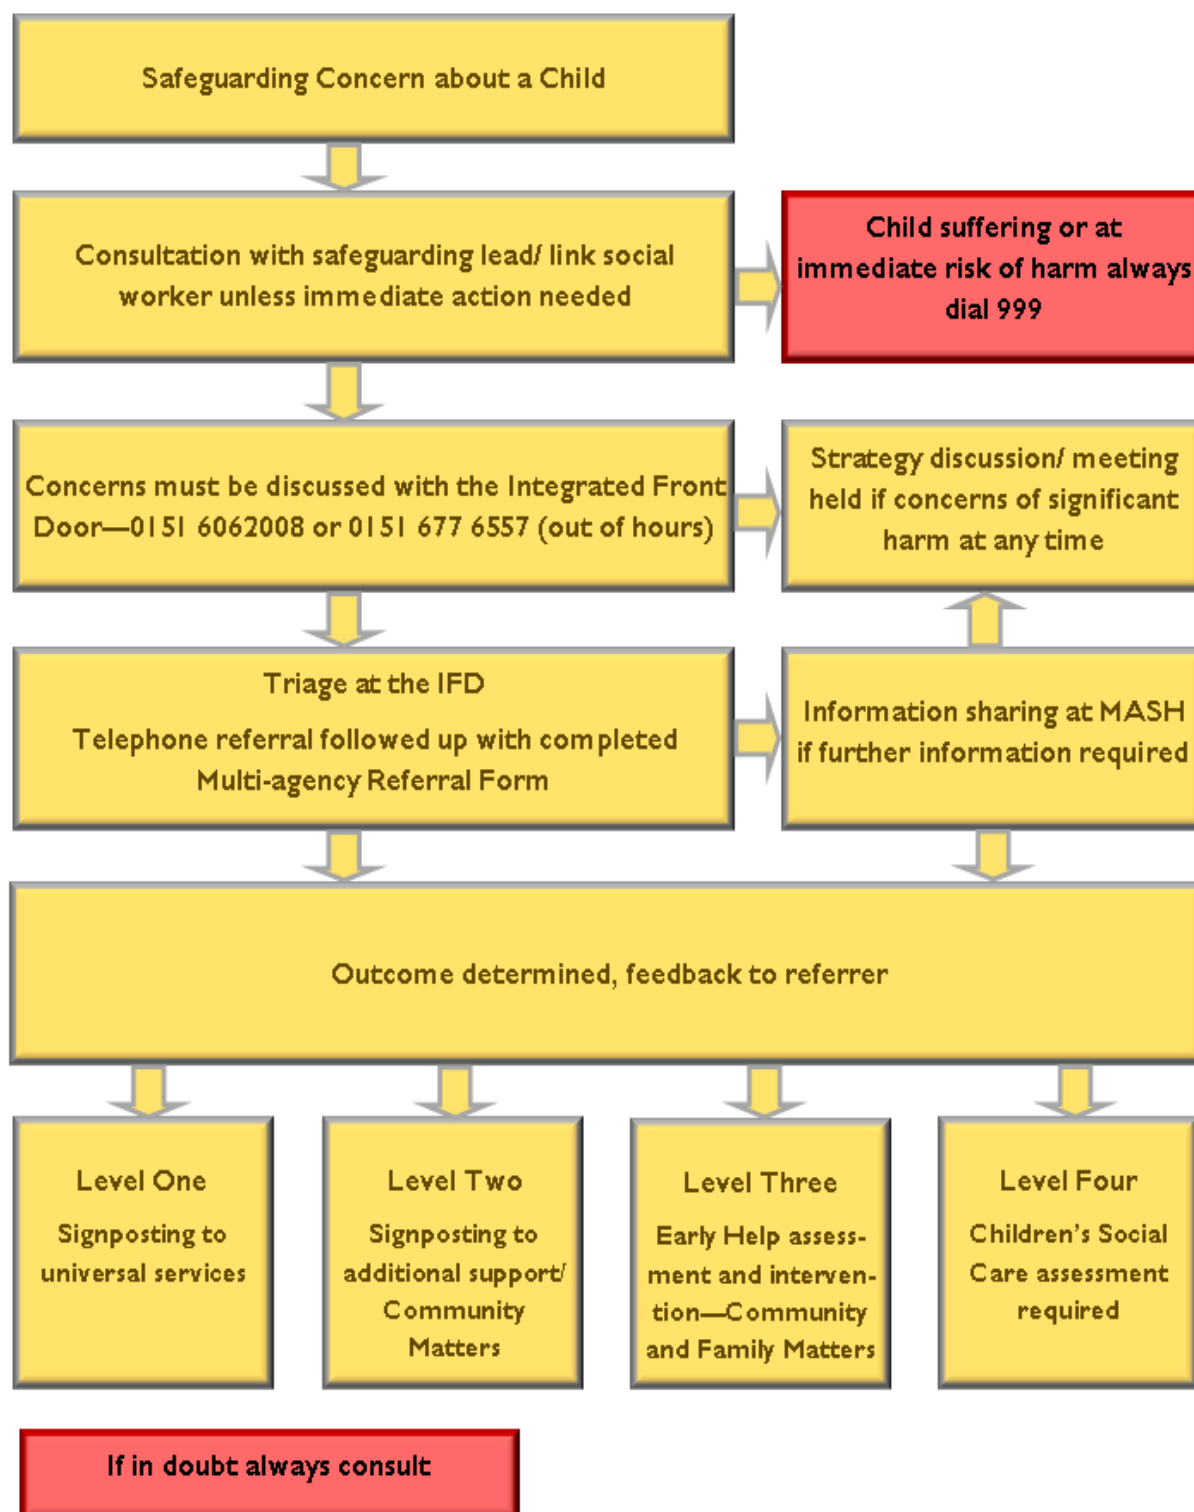 Safeguarding Concern about a Child
Consultation with safeguarding lead/ link social
worker unless immediate action needed
Child suffering or at
immediate risk of harm always
dial 999
Concerns must be discussed with the Integrated Front
Door—0151 6062008 or 0151 677 6557 (out of hours)
Strategy discussion/ meeting
held if concerns of significant
harm at any time
Triage at the IFD
Telephone referral followed up with completed
Multi-agency Referral Form
Information sharing at MASH
if further information required
Outcome determined, feedback to referrer
Level One
Signposting to
universal services
Level Two
Signposting to
additional support/
Community
Matters
Level Three
Early Help assess-
ment and interven-
tion—Community
and Family Matters
Level Four
Children’s Social
Care assessment
required
If in doubt always consult